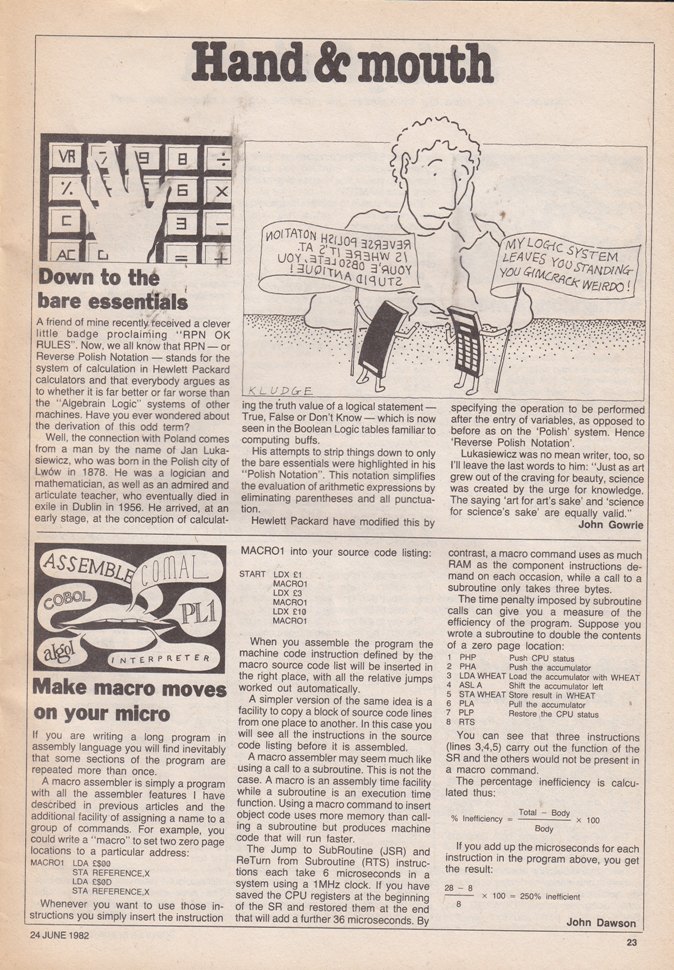 Hand & mouth
VR 7 9 8 ÷
% 6 X
C 3 -
AC = +
Down to the
bare essentials
A friend of mine recently received a clever
little badge proclaiming "RPN OK
RULES". Now, we all know that RPN — or
Reverse Polish Notation — stands for the
system of calculation in Hewlett Packard
calculators and that everybody argues as
to whether it is far better or far worse than
the "Algebrain Logic" systems of other
machines. Have you ever wondered about
the derivation of this odd term?
Well, the connection with Poland comes
from a man by the name of Jan Luka-
siewicz, who was born in the Polish city of
Lwów in 1878. He was a logician and
mathematician, as well as an admired and
articulate teacher, who eventually died in
exile in Dublin in 1956. He arrived, at an
early stage, at the conception of calculat-
REVERSE POLISH NOTATION
IS WHERE IT'S AT.
YOU'RE OBSOLETE, YOU
STUPID ANTIQUE!
MY LOGIC SYSTEM
LEAVES YOU STANDING
YOU GIMCRACK WEIRDO!
KLUDGE
ing the truth value of a logical statement —
True, False or Don't Know — which is now
seen in the Boolean Logic tables familiar to
computing buffs.
His attempts to strip things down to only
the bare essentials were highlighted in his
"Polish Notation". This notation simplifies
the evaluation of arithmetic expressions by
eliminating parentheses and all punctua-
tion.
Hewlett Packard have modified this by
specifying the operation to be performed
after the entry of variables, as opposed to
before as on the 'Polish' system. Hence
'Reverse Polish Notation'.
Lukasiewicz was no mean writer, too, so
I'll leave the last words to him: "Just as art
grew out of the craving for beauty, science
was created by the urge for knowledge.
The saying 'art for art's sake' and 'science
for science's sake' are equally valid."
John Gowrie
ASSEMBLE COMAL
COBOL PL1
algol INTERPRETER
Make macro moves
on your micro
If you are writing a long program in
assembly language you will find inevitably
that some sections of the program are
repeated more than once.
A macro assembler is simply a program
with all the assembler features I have
described in previous articles and the
additional facility of assigning a name to a
group of commands. For example, you
could write a "macro" to set two zero page
locations to a particular address:
MACRO1 LDA £$00
STA REFERENCE,X
LDA £$0D
STA REFERENCE,X
Whenever you want to use those in-
structions you simply insert the instruction
MACRO1 into your source code listing:
START LDX £1
MACRO1
LDX £3
MACRO1
LDX £10
MACRO1
When you assemble the program the
machine code instruction defined by the
macro source code list will be inserted in
the right place, with all the relative jumps
worked out automatically.
A simpler version of the same idea is a
facility to copy a block of source code lines
from one place to another. In this case you
will see all the instructions in the source
code listing before it is assembled.
A macro assembler may seem much like
using a call to a subroutine. This is not the
case. A macro is an assembly time facility
while a subroutine is an execution time
function. Using a macro command to insert
object code uses more memory than call-
ing a subroutine but produces machine
code that will run faster.
The Jump to SubRoutine (JSR) and
ReTurn from Subroutine (RTS) instruc-
tions each take 6 microseconds in a
system using a 1MHz clock. If you have
saved the CPU registers at the beginning
of the SR and restored them at the end
that will add a further 36 microseconds. By
contrast, a macro command uses as much
RAM as the component instructions de-
mand on each occasion, while a call to a
subroutine only takes three bytes.
The time penalty imposed by subroutine
calls can give you a measure of the
efficiency of the program. Suppose you
wrote a subroutine to double the contents
of a zero page location:
1 PHP Push CPU status
2 PHA Push the accumulator
3 LDA WHEAT Load the accumulator with WHEAT
4 ASL A Shift the accumulator left
5 STA WHEAT Store result in WHEAT
6 PLA Pull the accumulator
7 PLP Restore the CPU status
8 RTS
You can see that three instructions
(lines 3,4,5) carry out the function of the
SR and the others would not be present in
a macro command.
The percentage inefficiency is calcu-
lated thus:
% Inefficiency = Total – Body / Body × 100
If you add up the microseconds for each
instruction in the program above, you get
the result:
28 – 8 / 8 × 100 = 250% inefficient
John Dawson
24 JUNE 1982
23